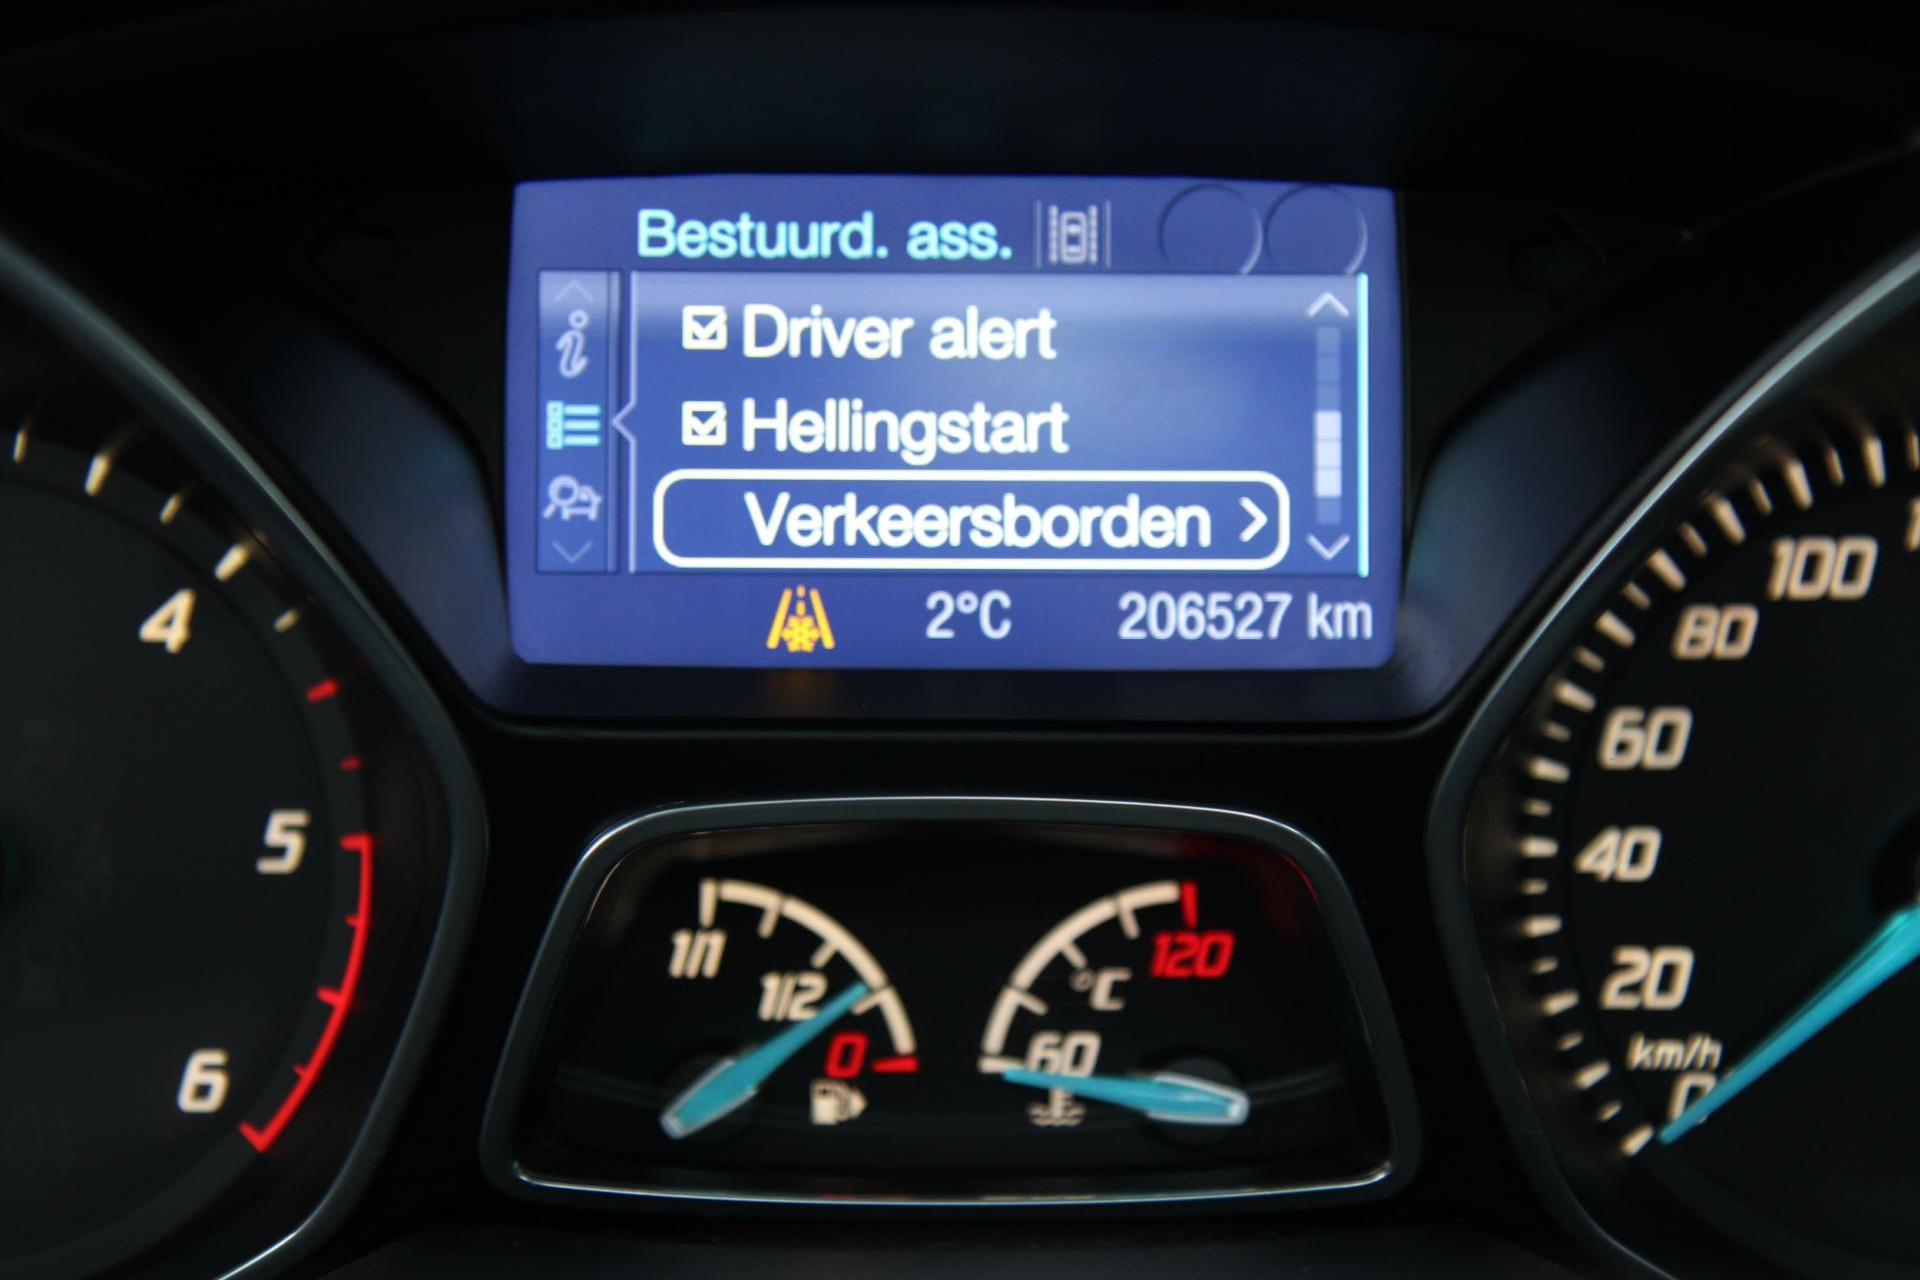 Bestuurd. ass.
Driver alert
Hellingstart
Verkeersborden
2°C 206527 km
4
5
6
1/1
1/2
0
°C
120
60
100
80
60
40
20
km/h
0